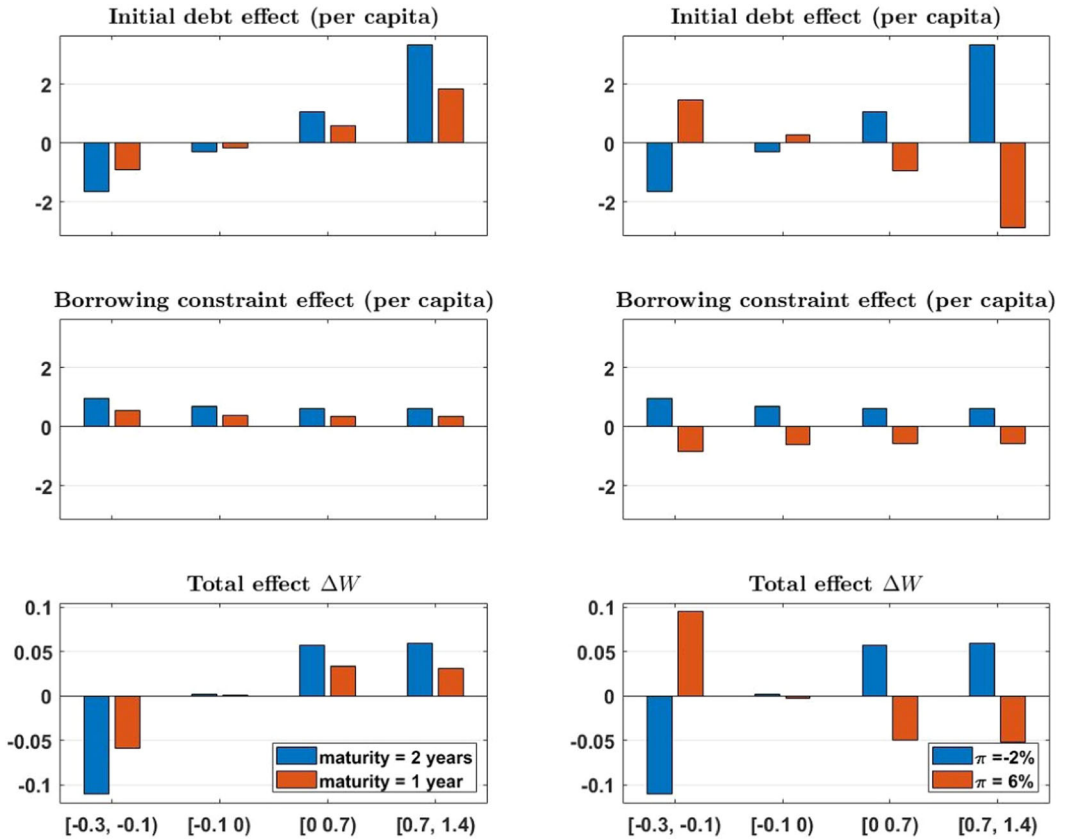 Initial debt effect (per capita)
2
0
-2
Initial debt effect (per capita)
2
0
-2
Borrowing constraint effect (per capita)
2
0
-2
Borrowing constraint effect (per capita)
2
0
-2
Total effect ΔW
0.1
0.05
0
-0.05
-0.1
maturity = 2 years
maturity = 1 year
[-0.3, -0.1) [-0.1 0) [0 0.7) [0.7, 1.4)
Total effect ΔW
0.1
0.05
0
-0.05
-0.1
π =-2%
π = 6%
[-0.3, -0.1) [-0.1 0) [0 0.7) [0.7, 1.4)